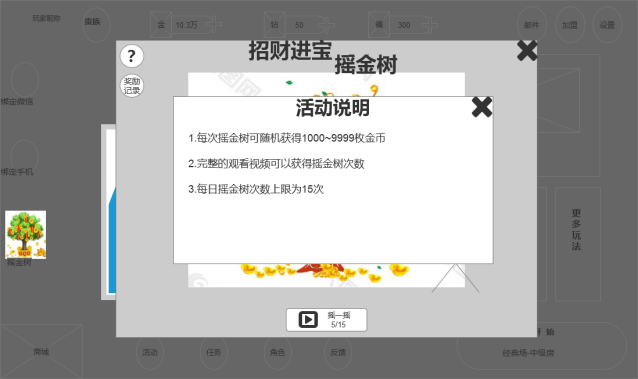 玩家昵称
贵族
金
10.3万
钻
50
德
300
邮件
加盟
设置
招财进宝
摇金树
?
奖励
记录
绑定微信
活动说明
1.每次摇金树可随机获得1000~9999枚金币
2.完整的观看视频可以获得摇金树次数
3.每日摇金树次数上限为15次
绑定手机
摇金树
更多玩法
摇一摇
5/15
始
经典场-中级房
商城
活动
任务
角色
反馈